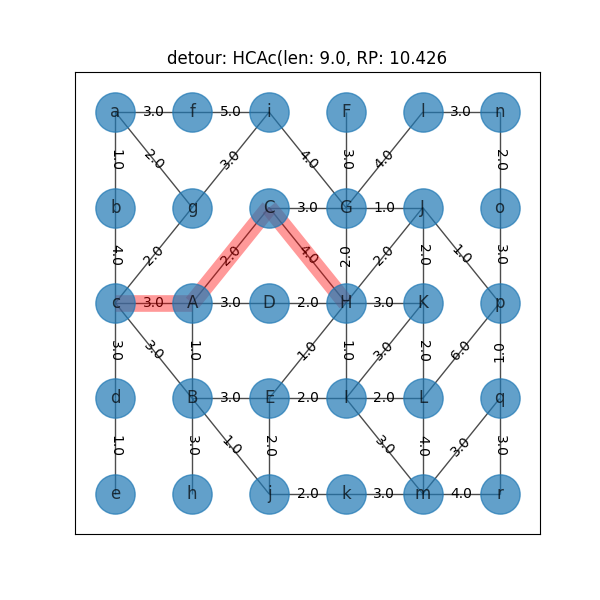 detour: HCAc(len: 9.0, RP: 10.426
a 3.0 f 5.0 i F l 3.0 n
1.0 2.0 3.0 4.0 3.0 4.0 2.0
b g C 3.0 G 1.0 J o
4.0 2.0 2.0 4.0 2.0 2.0 2.0 1.0 3.0
c 3.0 A 3.0 D 2.0 H 3.0 K p
3.0 3.0 1.0 1.0 1.0 3.0 2.0 6.0 1.0
d B 3.0 E 2.0 I 2.0 L q
1.0 3.0 1.0 2.0 3.0 4.0 3.0 3.0
e h j 2.0 k 3.0 m 4.0 r